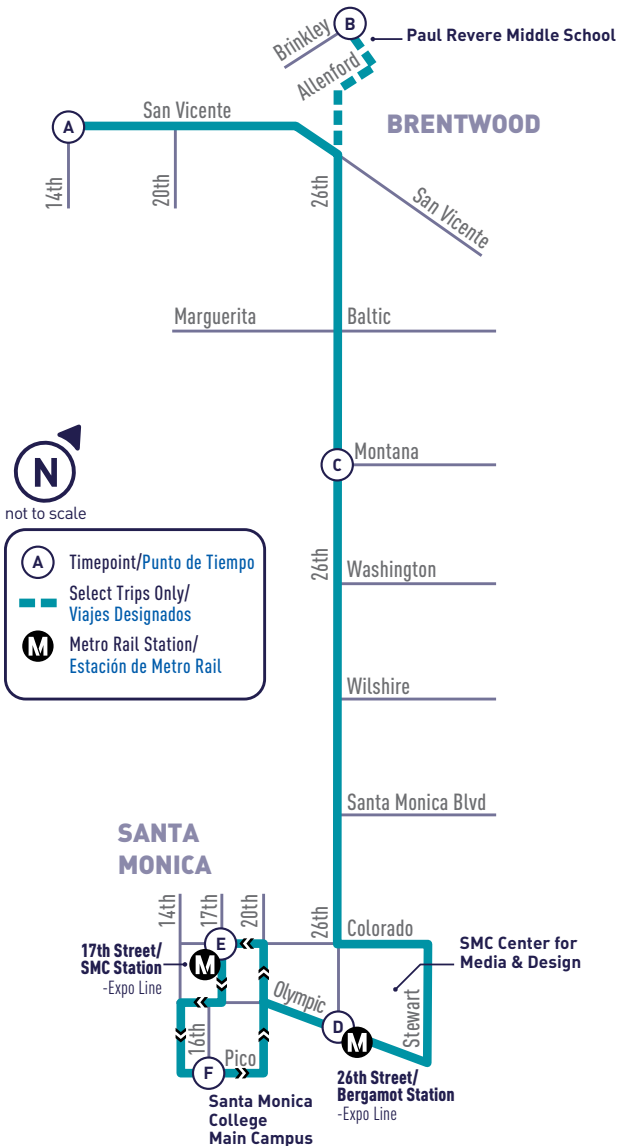 B
Paul Revere Middle School
Brinkley
Allenford
BRENTWOOD
San Vicente
A
14th
20th
26th
San Vicente
Marguerita
Baltic
C
Montana
N
not to scale
A Timepoint/Punto de Tiempo
Select Trips Only/
Viajes Designados
M Metro Rail Station/
Estación de Metro Rail
26th
Washington
Wilshire
Santa Monica Blvd
SANTA
MONICA
14th
17th
20th
26th
Colorado
E
17th Street/
SMC Station
-Expo Line
M
SMC Center for
Media & Design
Olympic
Stewart
D
M
16th
Pico
F
26th Street/
Bergamot Station
-Expo Line
Santa Monica
College
Main Campus